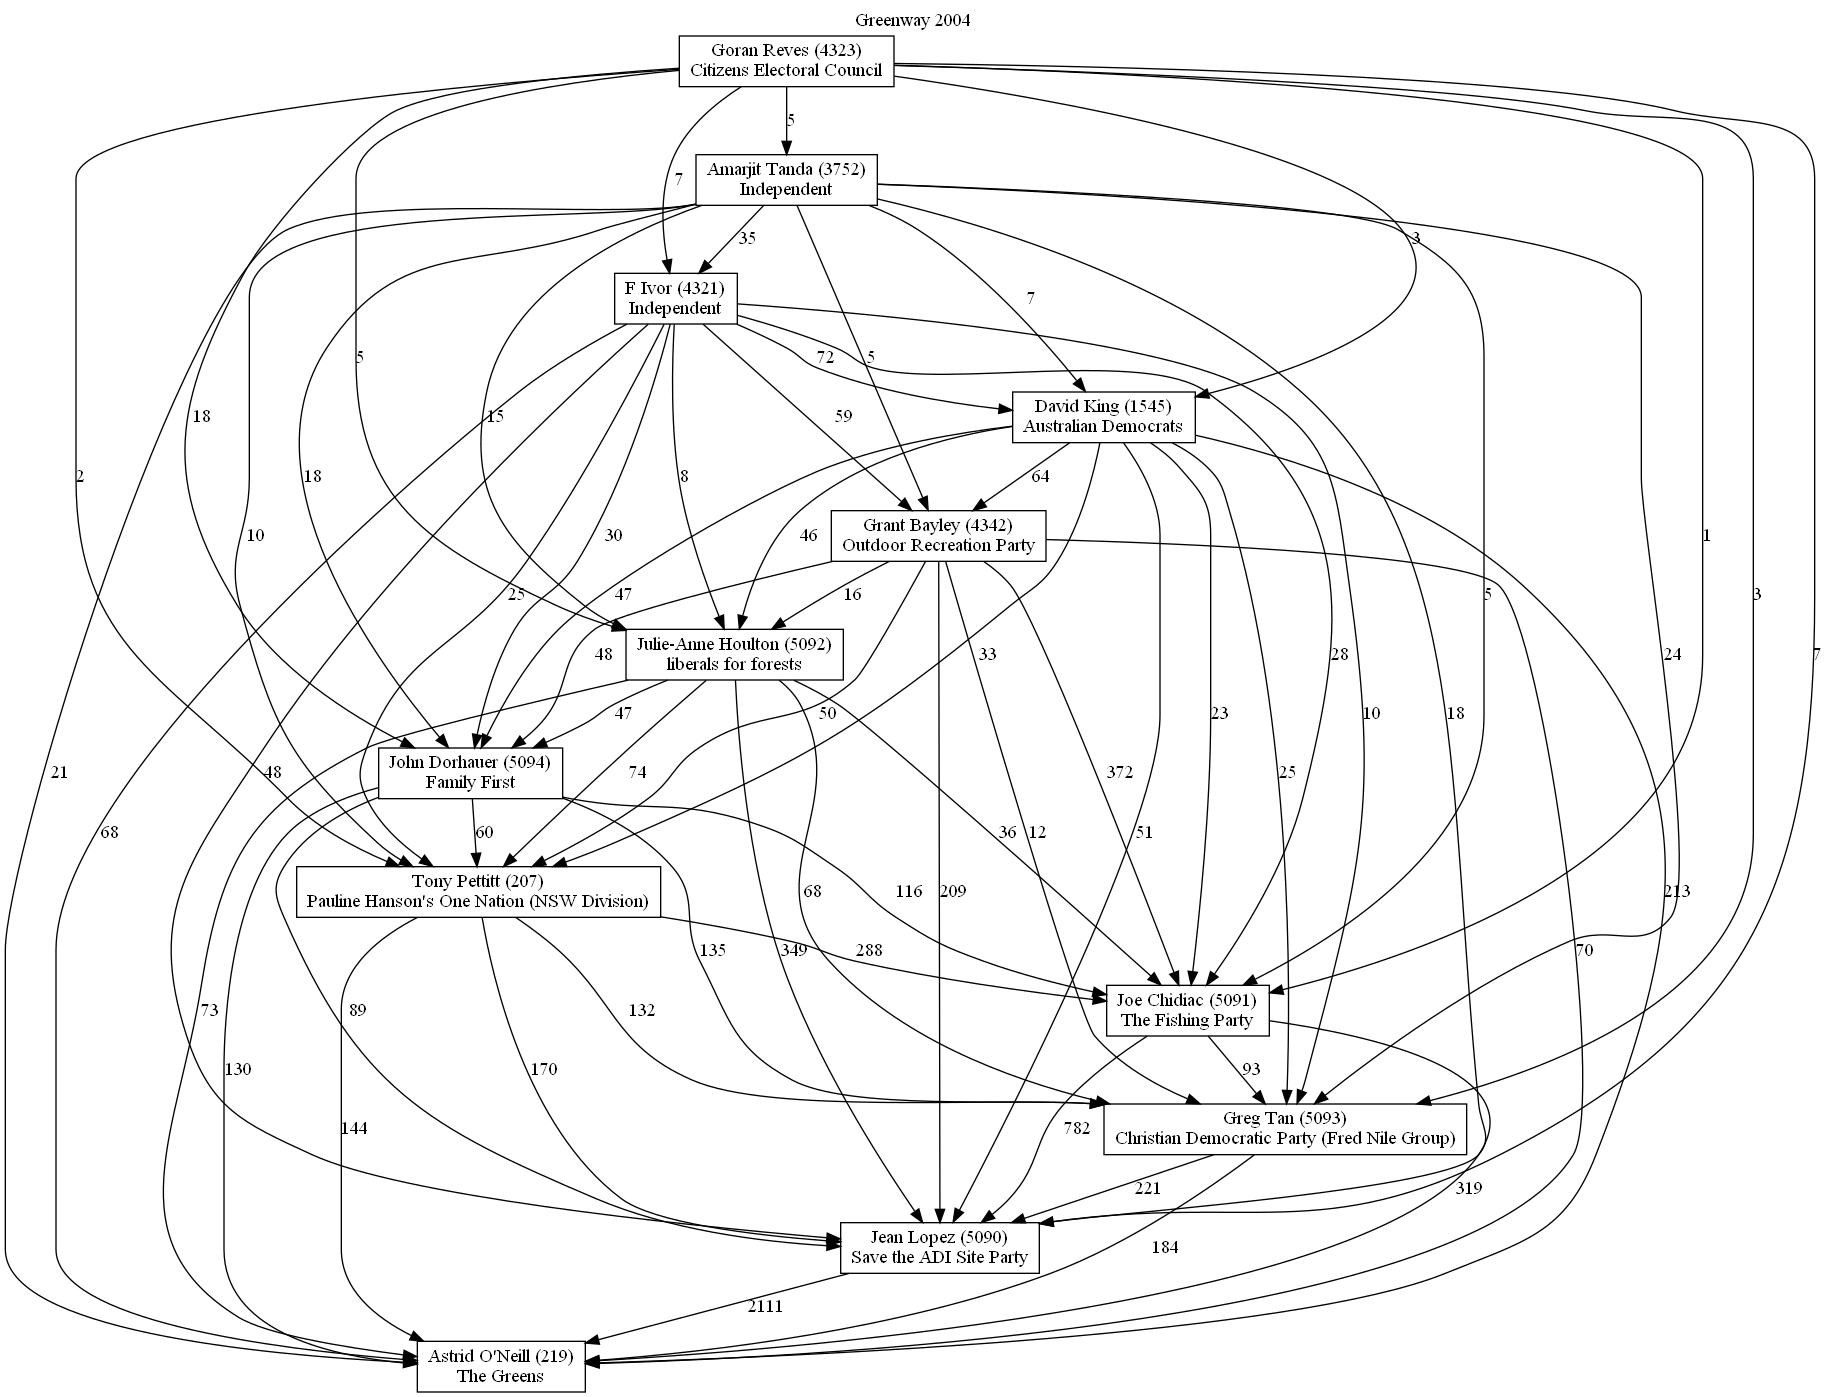 Greenway 2004
Goran Reves (4323)
Citizens Electoral Council
5
Amarjit Tanda (3752)
Independent
7
35
3
F Ivor (4321)
Independent
7
5
72
5
David King (1545)
Australian Democrats
18
15
59
2
18
8
64
Grant Bayley (4342)
Outdoor Recreation Party
10
30
46
1
25
47
16
23
5
3
Julie-Anne Houlton (5092)
liberals for forests
48
33
28
24
7
47
50
23
10
18
John Dorhauer (5094)
Family First
21
48
74
372
25
68
60
36
12
51
Tony Pettitt (207)
Pauline Hanson's One Nation (NSW Division)
68
116
209
213
135
288
349
70
Joe Chidiac (5091)
The Fishing Party
73
89
132
130
170
93
Greg Tan (5093)
Christian Democratic Party (Fred Nile Group)
144
782
221
319
Jean Lopez (5090)
Save the ADI Site Party
184
2111
Astrid O'Neill (219)
The Greens